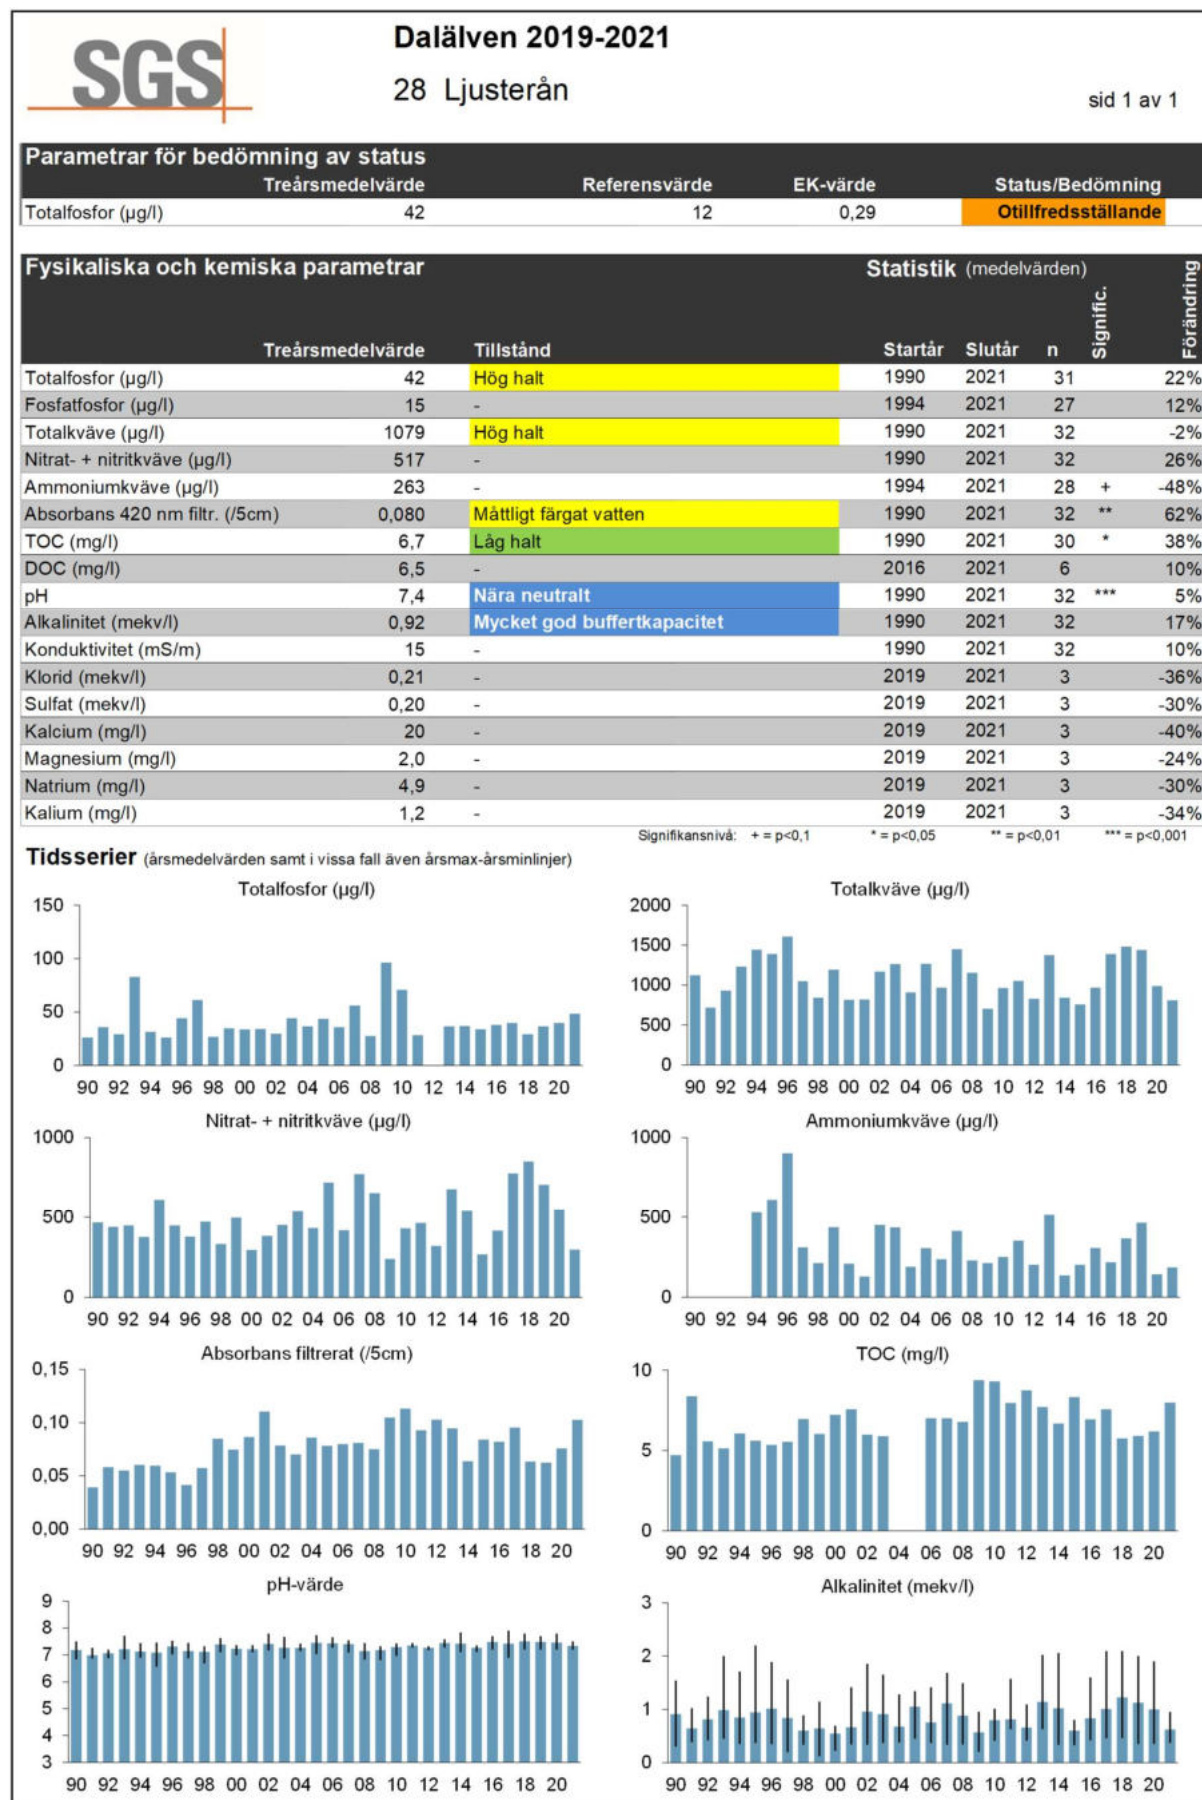 SGS
Dalälven 2019-2021
28 Ljusterån
sid 1 av 1
Parametrar för bedömning av status
Treårsmedelvärde Referensvärde EK-värde Status/Bedömning
Totalfosfor (µg/l) 42 12 0,29 Otillfredsställande
Fysikaliska och kemiska parametrar Statistik (medelvärden)
Treårsmedelvärde Tillstånd Startår Slutår n Signific. Förändring
Totalfosfor (µg/l) 42 Hög halt 1990 2021 31 22%
Fosfatfosfor (µg/l) 15 - 1994 2021 27 12%
Totalkväve (µg/l) 1079 Hög halt 1990 2021 32 -2%
Nitrat- + nitritkväve (µg/l) 517 - 1990 2021 32 26%
Ammoniumkväve (µg/l) 263 - 1994 2021 28 + -48%
Absorbans 420 nm filtr. (/5cm) 0,080 Måttligt färgat vatten 1990 2021 32 ** 62%
TOC (mg/l) 6,7 Låg halt 1990 2021 30 * 38%
DOC (mg/l) 6,5 - 2016 2021 6 10%
pH 7,4 Nära neutralt 1990 2021 32 *** 5%
Alkalinitet (mekv/l) 0,92 Mycket god buffertkapacitet 1990 2021 32 17%
Konduktivitet (mS/m) 15 - 1990 2021 32 10%
Klorid (mekv/l) 0,21 - 2019 2021 3 -36%
Sulfat (mekv/l) 0,20 - 2019 2021 3 -30%
Kalcium (mg/l) 20 - 2019 2021 3 -40%
Magnesium (mg/l) 2,0 - 2019 2021 3 -24%
Natrium (mg/l) 4,9 - 2019 2021 3 -30%
Kalium (mg/l) 1,2 - 2019 2021 3 -34%
Signifikansnivå: + = p<0,1 * = p<0,05 ** = p<0,01 *** = p<0,001
Tidsserier (årsmedelvärden samt i vissa fall även årsmax-årsminlinjer)
Totalfosfor (µg/l)
150
100
50
0
90 92 94 96 98 00 02 04 06 08 10 12 14 16 18 20
Totalkväve (µg/l)
2000
1500
1000
500
0
90 92 94 96 98 00 02 04 06 08 10 12 14 16 18 20
Nitrat- + nitritkväve (µg/l)
1000
500
0
90 92 94 96 98 00 02 04 06 08 10 12 14 16 18 20
Ammoniumkväve (µg/l)
1000
500
0
90 92 94 96 98 00 02 04 06 08 10 12 14 16 18 20
Absorbans filtrerat (/5cm)
0,15
0,10
0,05
0,00
90 92 94 96 98 00 02 04 06 08 10 12 14 16 18 20
TOC (mg/l)
10
5
0
90 92 94 96 98 00 02 04 06 08 10 12 14 16 18 20
pH-värde
9
8
7
6
5
4
3
90 92 94 96 98 00 02 04 06 08 10 12 14 16 18 20
Alkalinitet (mekv/l)
3
2
1
0
90 92 94 96 98 00 02 04 06 08 10 12 14 16 18 20